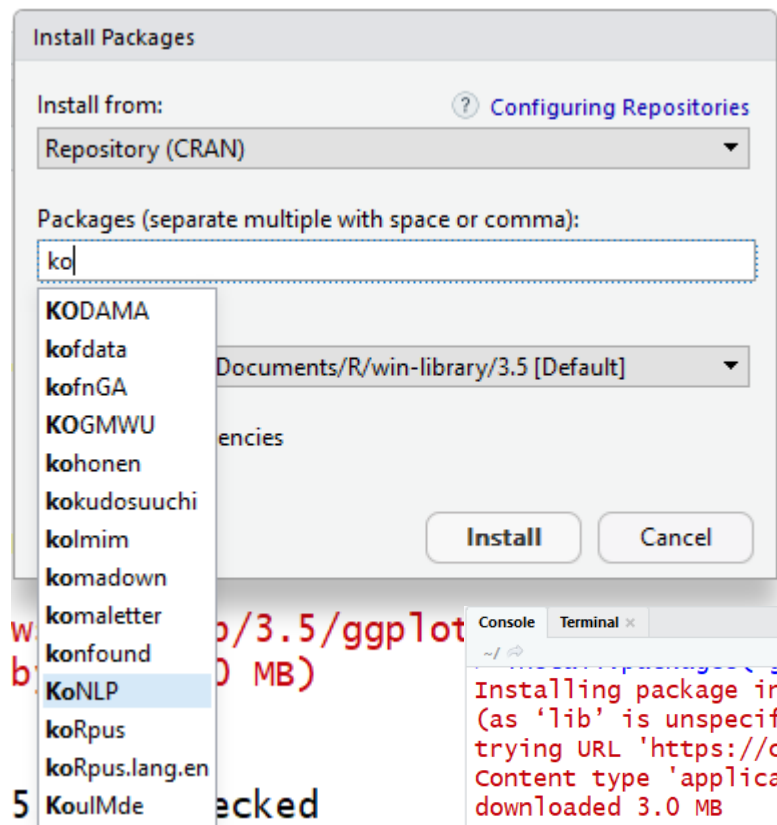 Install Packages
Install from:
? Configuring Repositories
Repository (CRAN)
Packages (separate multiple with space or comma):
ko
KODAMA
kofdata
kofnGA
KOGMWU
kohonen
kokudosuuchi
kolmim
komadown
komaletter
konfound
KoNLP
koRpus
koRpus.lang.en
KoulMde
Documents/R/win-library/3.5 [Default]
encies
Install
Cancel
/3.5/ggplot
MB)
5
ecked
Console
Terminal ×
~/
Installing package in
(as ‘lib’ is unspecif
trying URL 'https://c
Content type 'applica
downloaded 3.0 MB